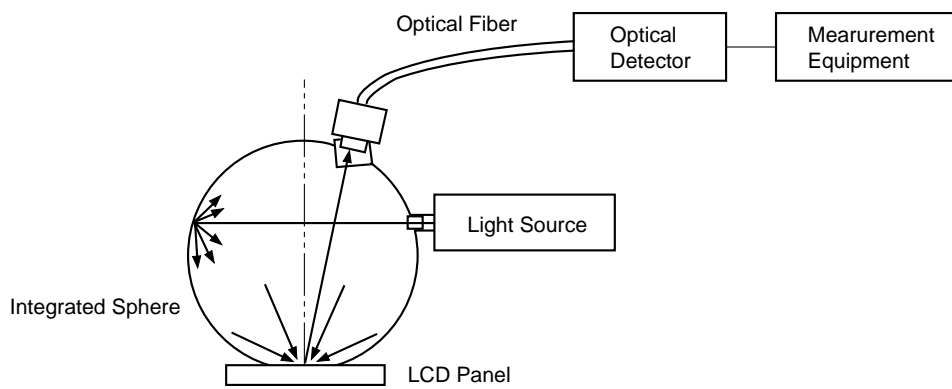 Optical Fiber
Optical
Detector
Mearurement
Equipment
Light Source
Integrated Sphere
LCD Panel